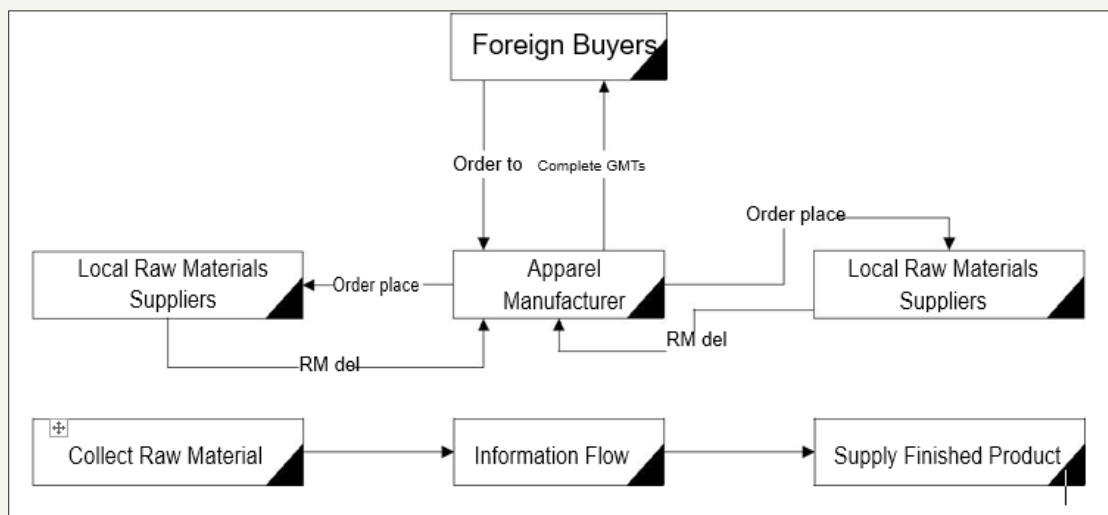 Foreign Buyers
Order to
Complete GMTs
Order place
Local Raw Materials
Suppliers
Order place
Apparel
Manufacturer
Local Raw Materials
Suppliers
RM del
RM del
Collect Raw Material
Information Flow
Supply Finished Product